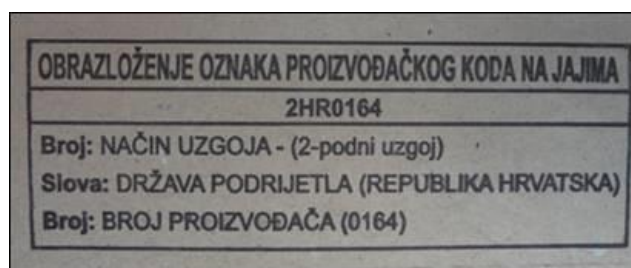 OBRAZLOŽENJE OZNAKA PROIZVOĐAČKOG KODA NA JAJIMA
2HR0164
Broj: NAČIN UZGOJA - (2-podni uzgoj)
Slova: DRŽAVA PODRIJETLA (REPUBLIKA HRVATSKA)
Broj: BROJ PROIZVOĐAČA (0164)